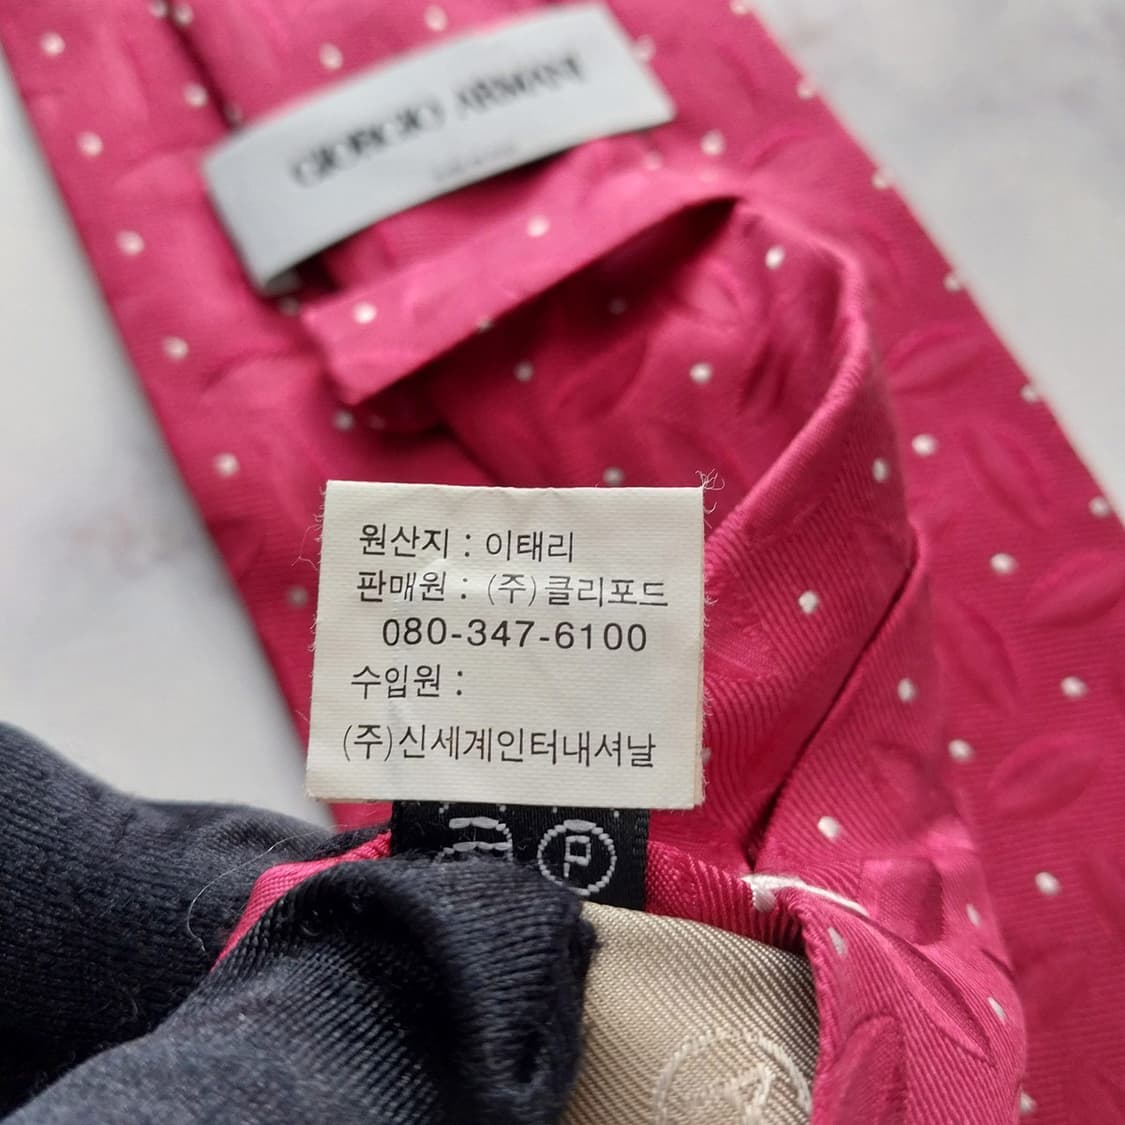 GIORGIO ARMANI
원산지 : 이태리
판매원 : (주)클리포드
080-347-6100
수입원 :
(주)신세계인터내셔날
P